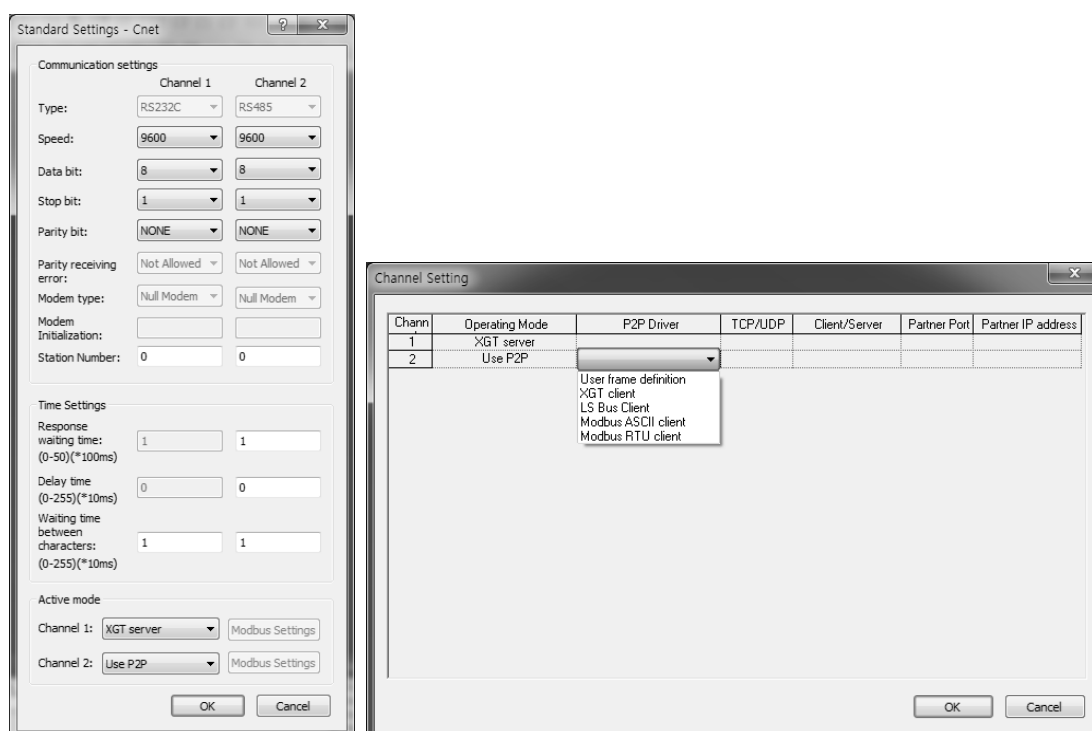 Standard Settings - Cnet
Communication settings
Channel 1 Channel 2
Type: RS232C RS485
Speed: 9600 9600
Data bit: 8 8
Stop bit: 1 1
Parity bit: NONE NONE
Parity receiving
error: Not Allowed Not Allowed
Modem type: Null Modem Null Modem
Modem
Initialization:
Station Number: 0 0
Time Settings
Response
waiting time: 1 1
(0-50)(*100ms)
Delay time 0 0
(0-255)(*10ms)
Waiting time
between
characters: 1 1
(0-255)(*10ms)
Active mode
Channel 1: XGT server Modbus Settings
Channel 2: Use P2P Modbus Settings
OK Cancel
Channel Setting
Chann Operating Mode P2P Driver TCP/UDP Client/Server Partner Port Partner IP address
1 XGT server
2 Use P2P
User frame definition
XGT client
LS Bus Client
Modbus ASCII client
Modbus RTU client
OK Cancel